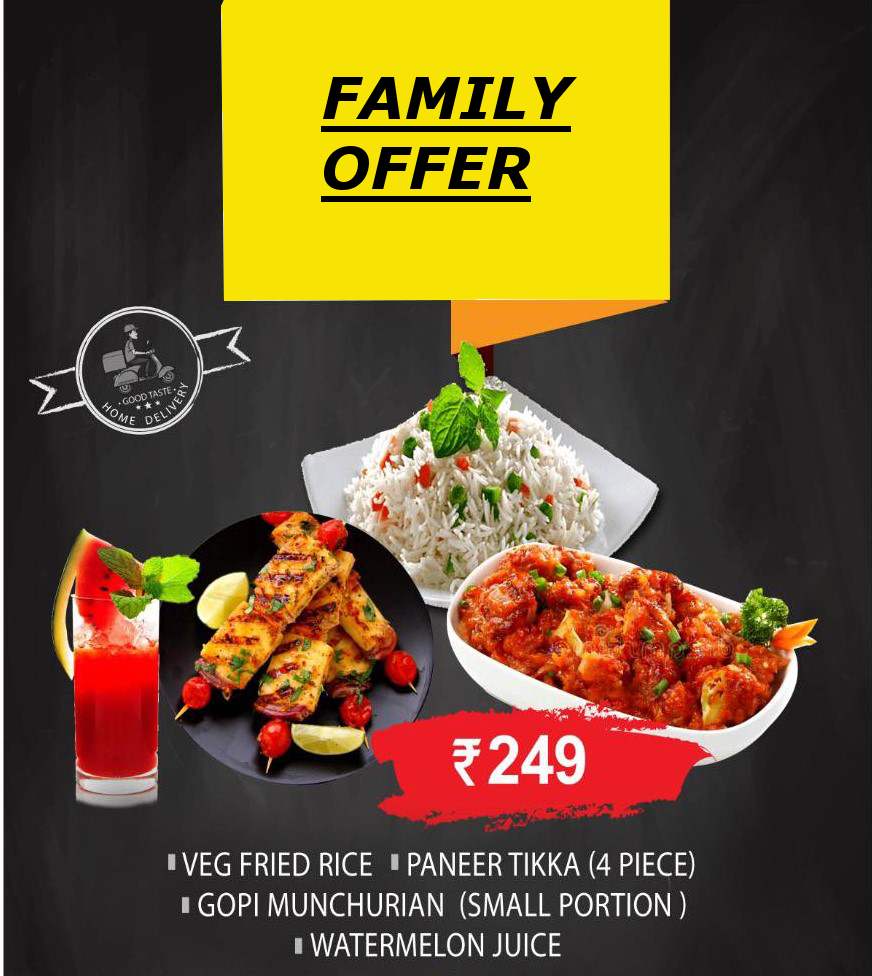 FAMILY
OFFER
· GOOD TASTE ·
HOME DELIVERY
₹249
VEG FRIED RICE PANEER TIKKA (4 PIECE)
GOPI MUNCHURIAN (SMALL PORTION )
WATERMELON JUICE